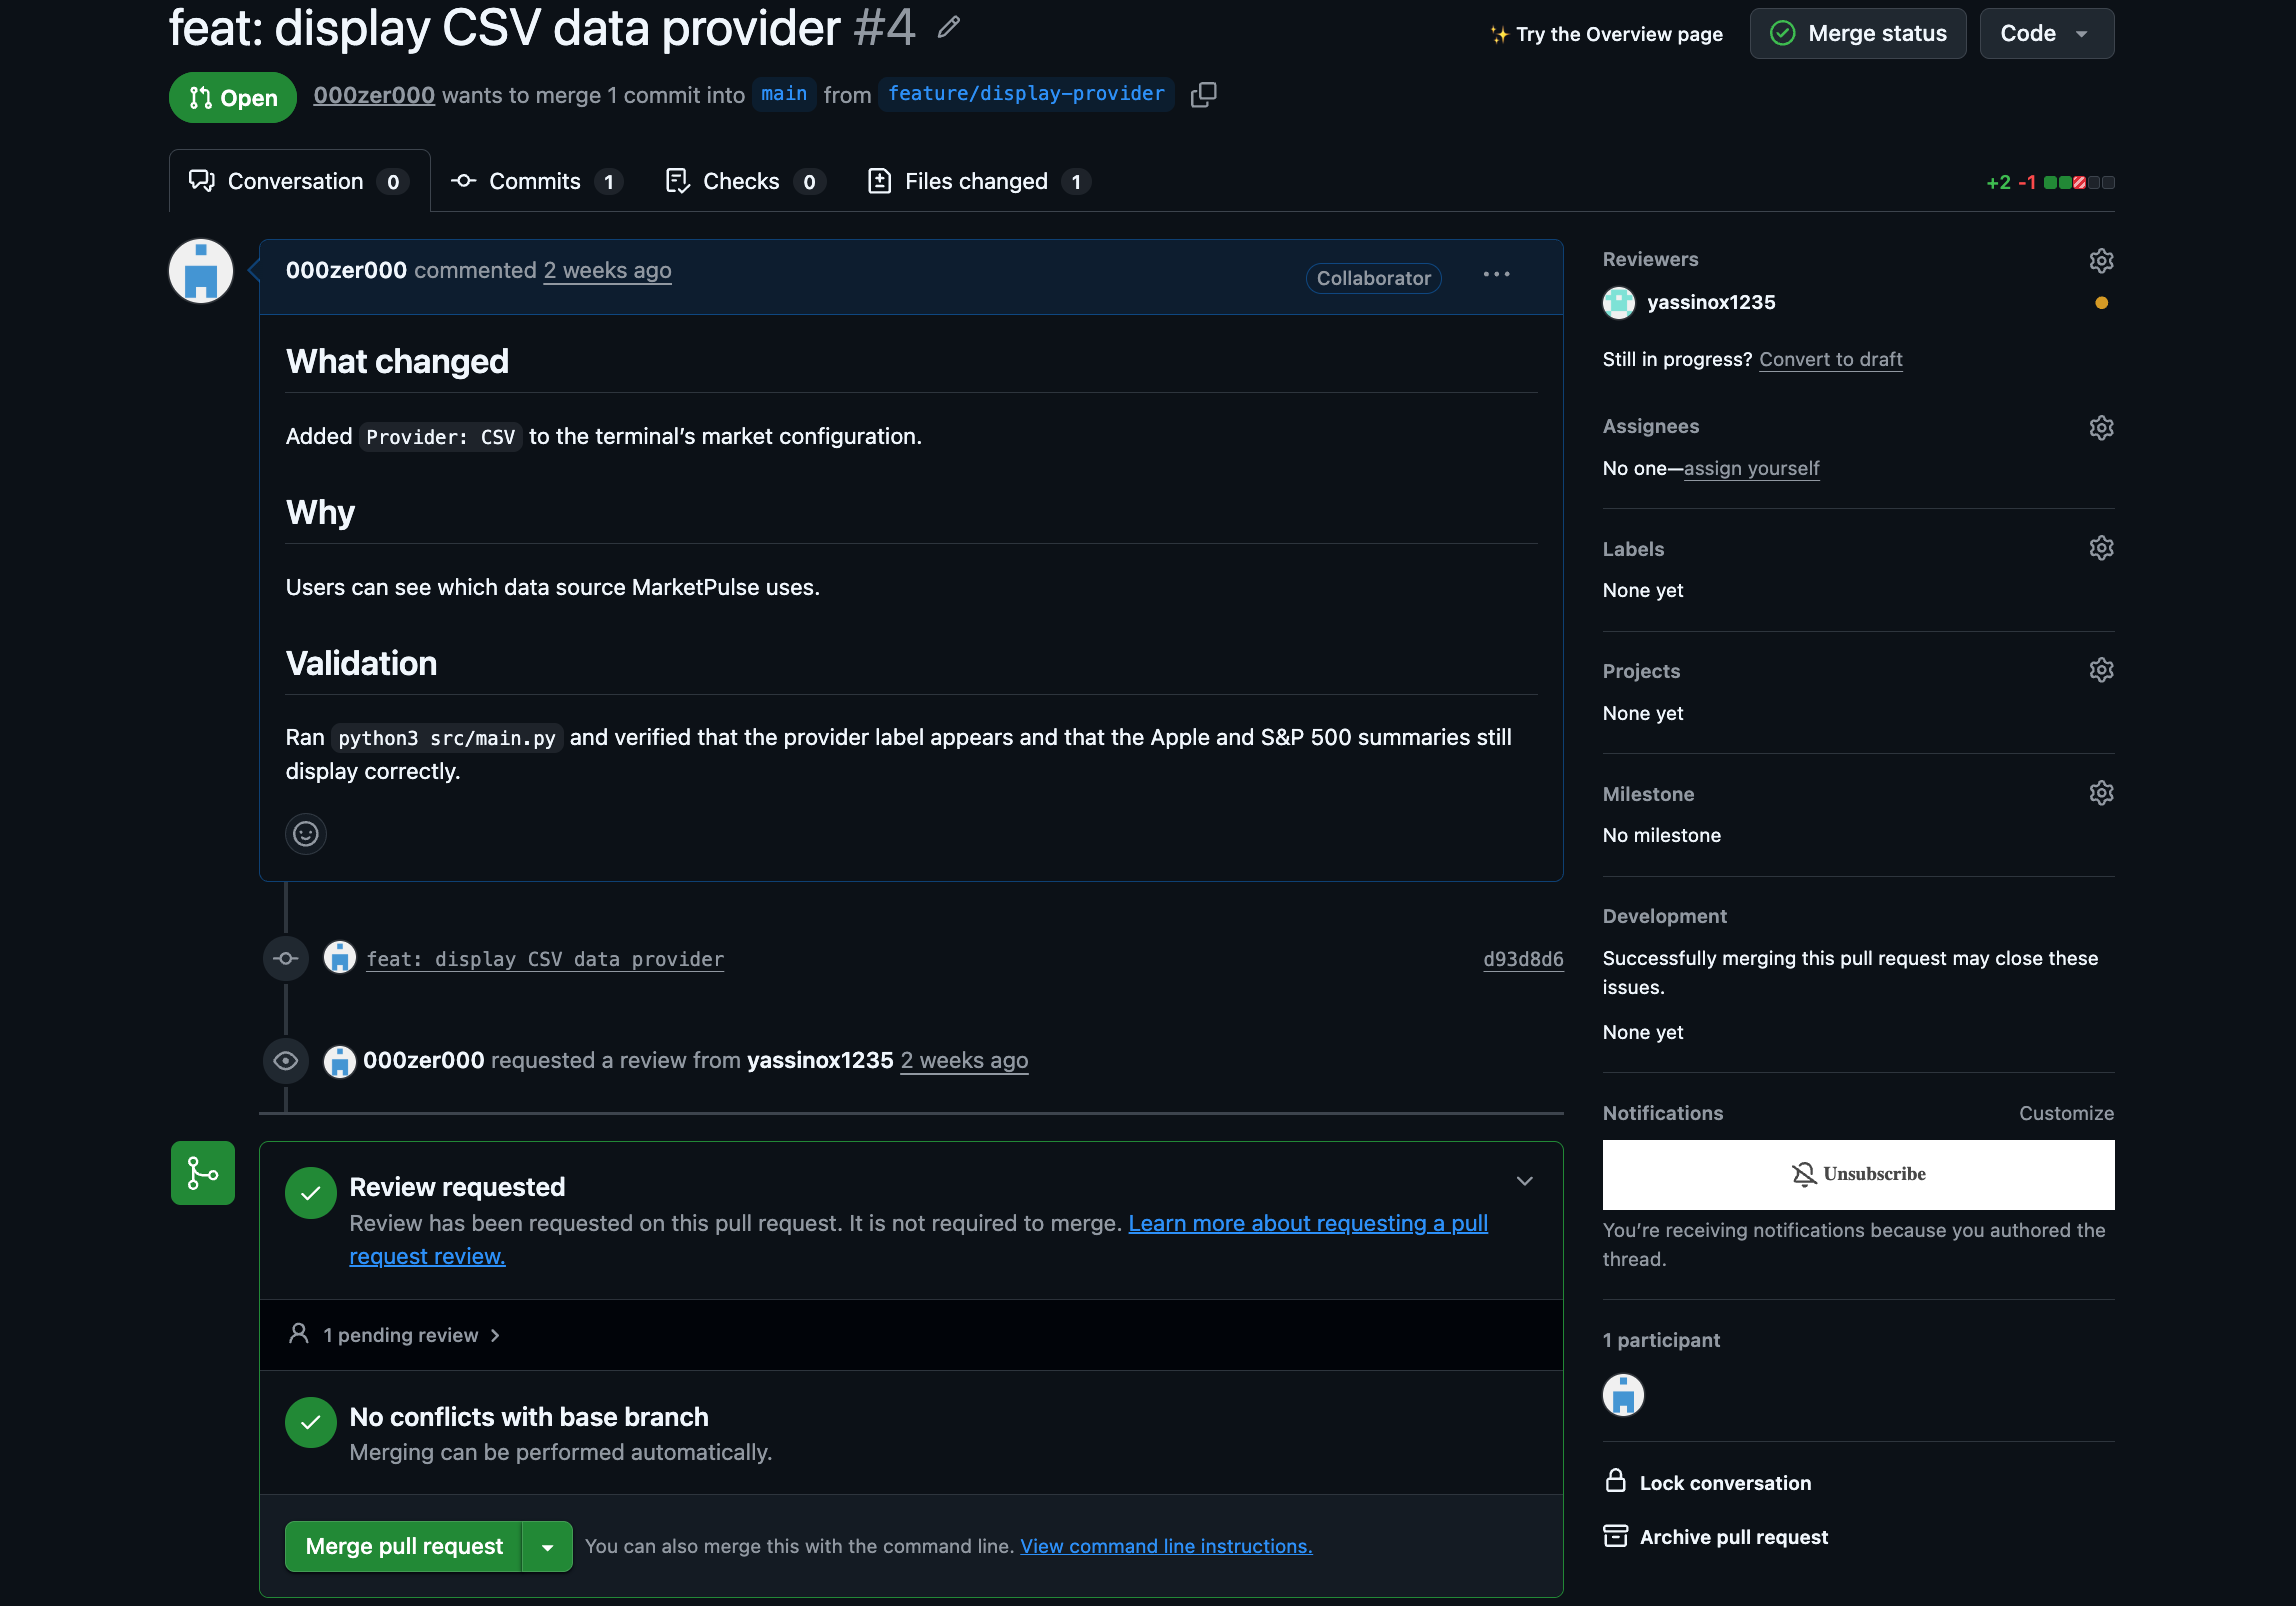 feat: display CSV data provider #4
✨ Try the Overview page
Merge status
Code
Open
000zer000 wants to merge 1 commit into main from feature/display-provider
Conversation 0
Commits 1
Checks 0
Files changed 1
+2 -1
000zer000 commented 2 weeks ago
Collaborator
What changed
Added Provider: CSV to the terminal’s market configuration.
Why
Users can see which data source MarketPulse uses.
Validation
Ran python3 src/main.py and verified that the provider label appears and that the Apple and S&P 500 summaries still
display correctly.
feat: display CSV data provider
d93d8d6
000zer000 requested a review from yassinox1235 2 weeks ago
Review requested
Review has been requested on this pull request. It is not required to merge. Learn more about requesting a pull
request review.
1 pending review
No conflicts with base branch
Merging can be performed automatically.
Merge pull request
You can also merge this with the command line. View command line instructions.
Reviewers
yassinox1235
Still in progress? Convert to draft
Assignees
No one—assign yourself
Labels
None yet
Projects
None yet
Milestone
No milestone
Development
Successfully merging this pull request may close these
issues.
None yet
Notifications
Customize
Unsubscribe
You’re receiving notifications because you authored the
thread.
1 participant
Lock conversation
Archive pull request